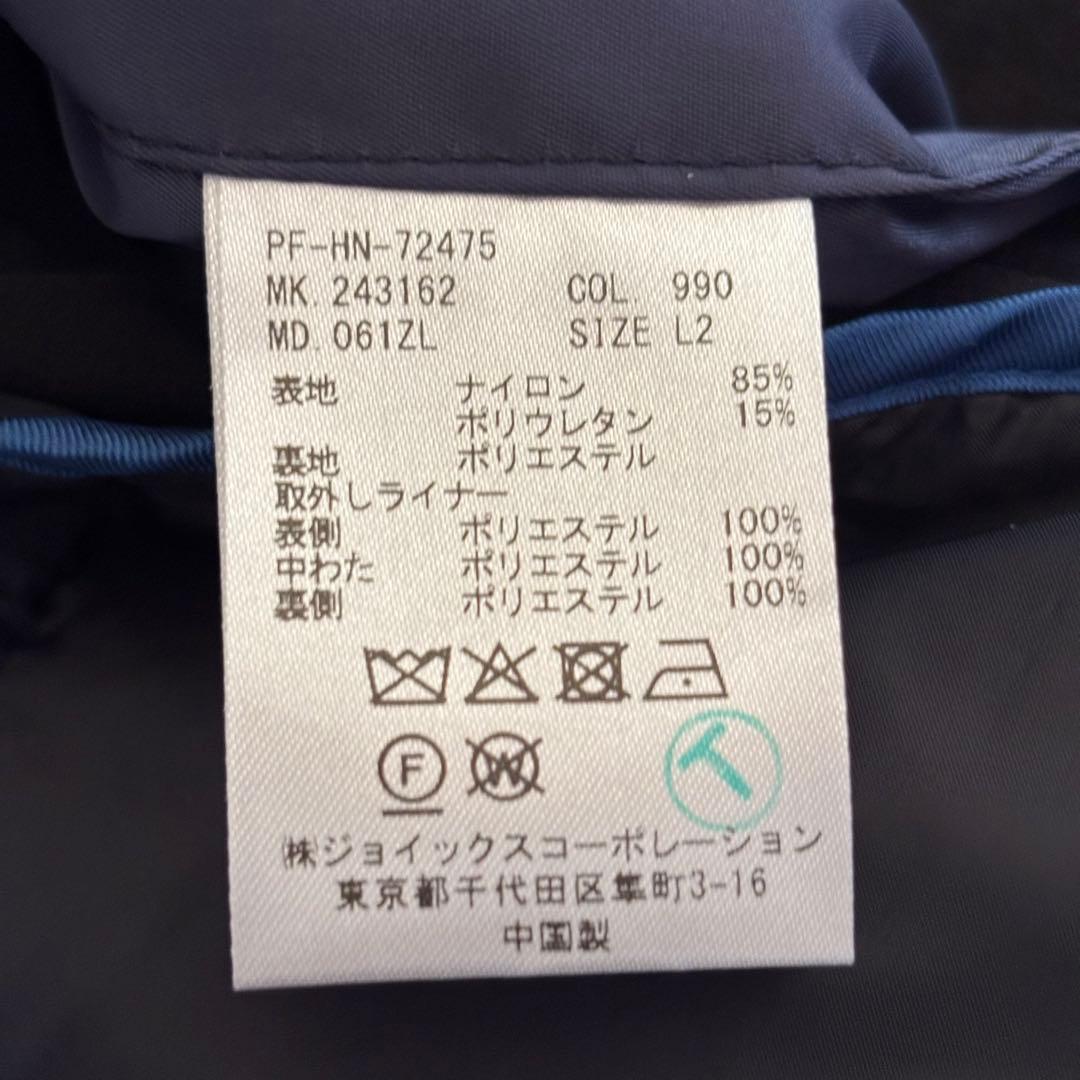 PF-HN-72475
MK. 243162 COL. 990
MD. 061ZL SIZE L2
表地 ナイロン 85%
ポリウレタン 15%
裏地 ポリエステル
取外しライナー
表側 ポリエステル 100%
中わた ポリエステル 100%
裏側 ポリエステル 100%
F W
㈱ジョイックスコーポレーション
東京都千代田区隼町3-16
中国製